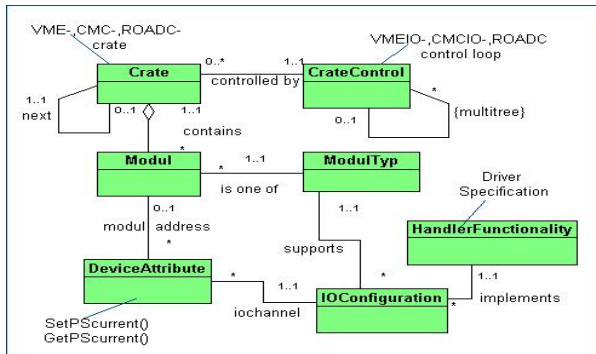 VME-,CMC-,ROADC-
crate
VMEIO-,CMCIO-,ROADC
control loop
Crate
0..*
1..1
controlled by
CrateControl
1..1
next
0..1
1..1
contains
*
0..1
*
{multitree}
Modul
*
1..1
is one of
ModulTyp
Driver
Specification
0..1
modul address
*
1..1
supports
*
HandlerFunctionality
DeviceAttribute
*
1..1
iochannel
IOConfiguration
*
1..1
implements
SetPScurrent()
GetPScurrent()